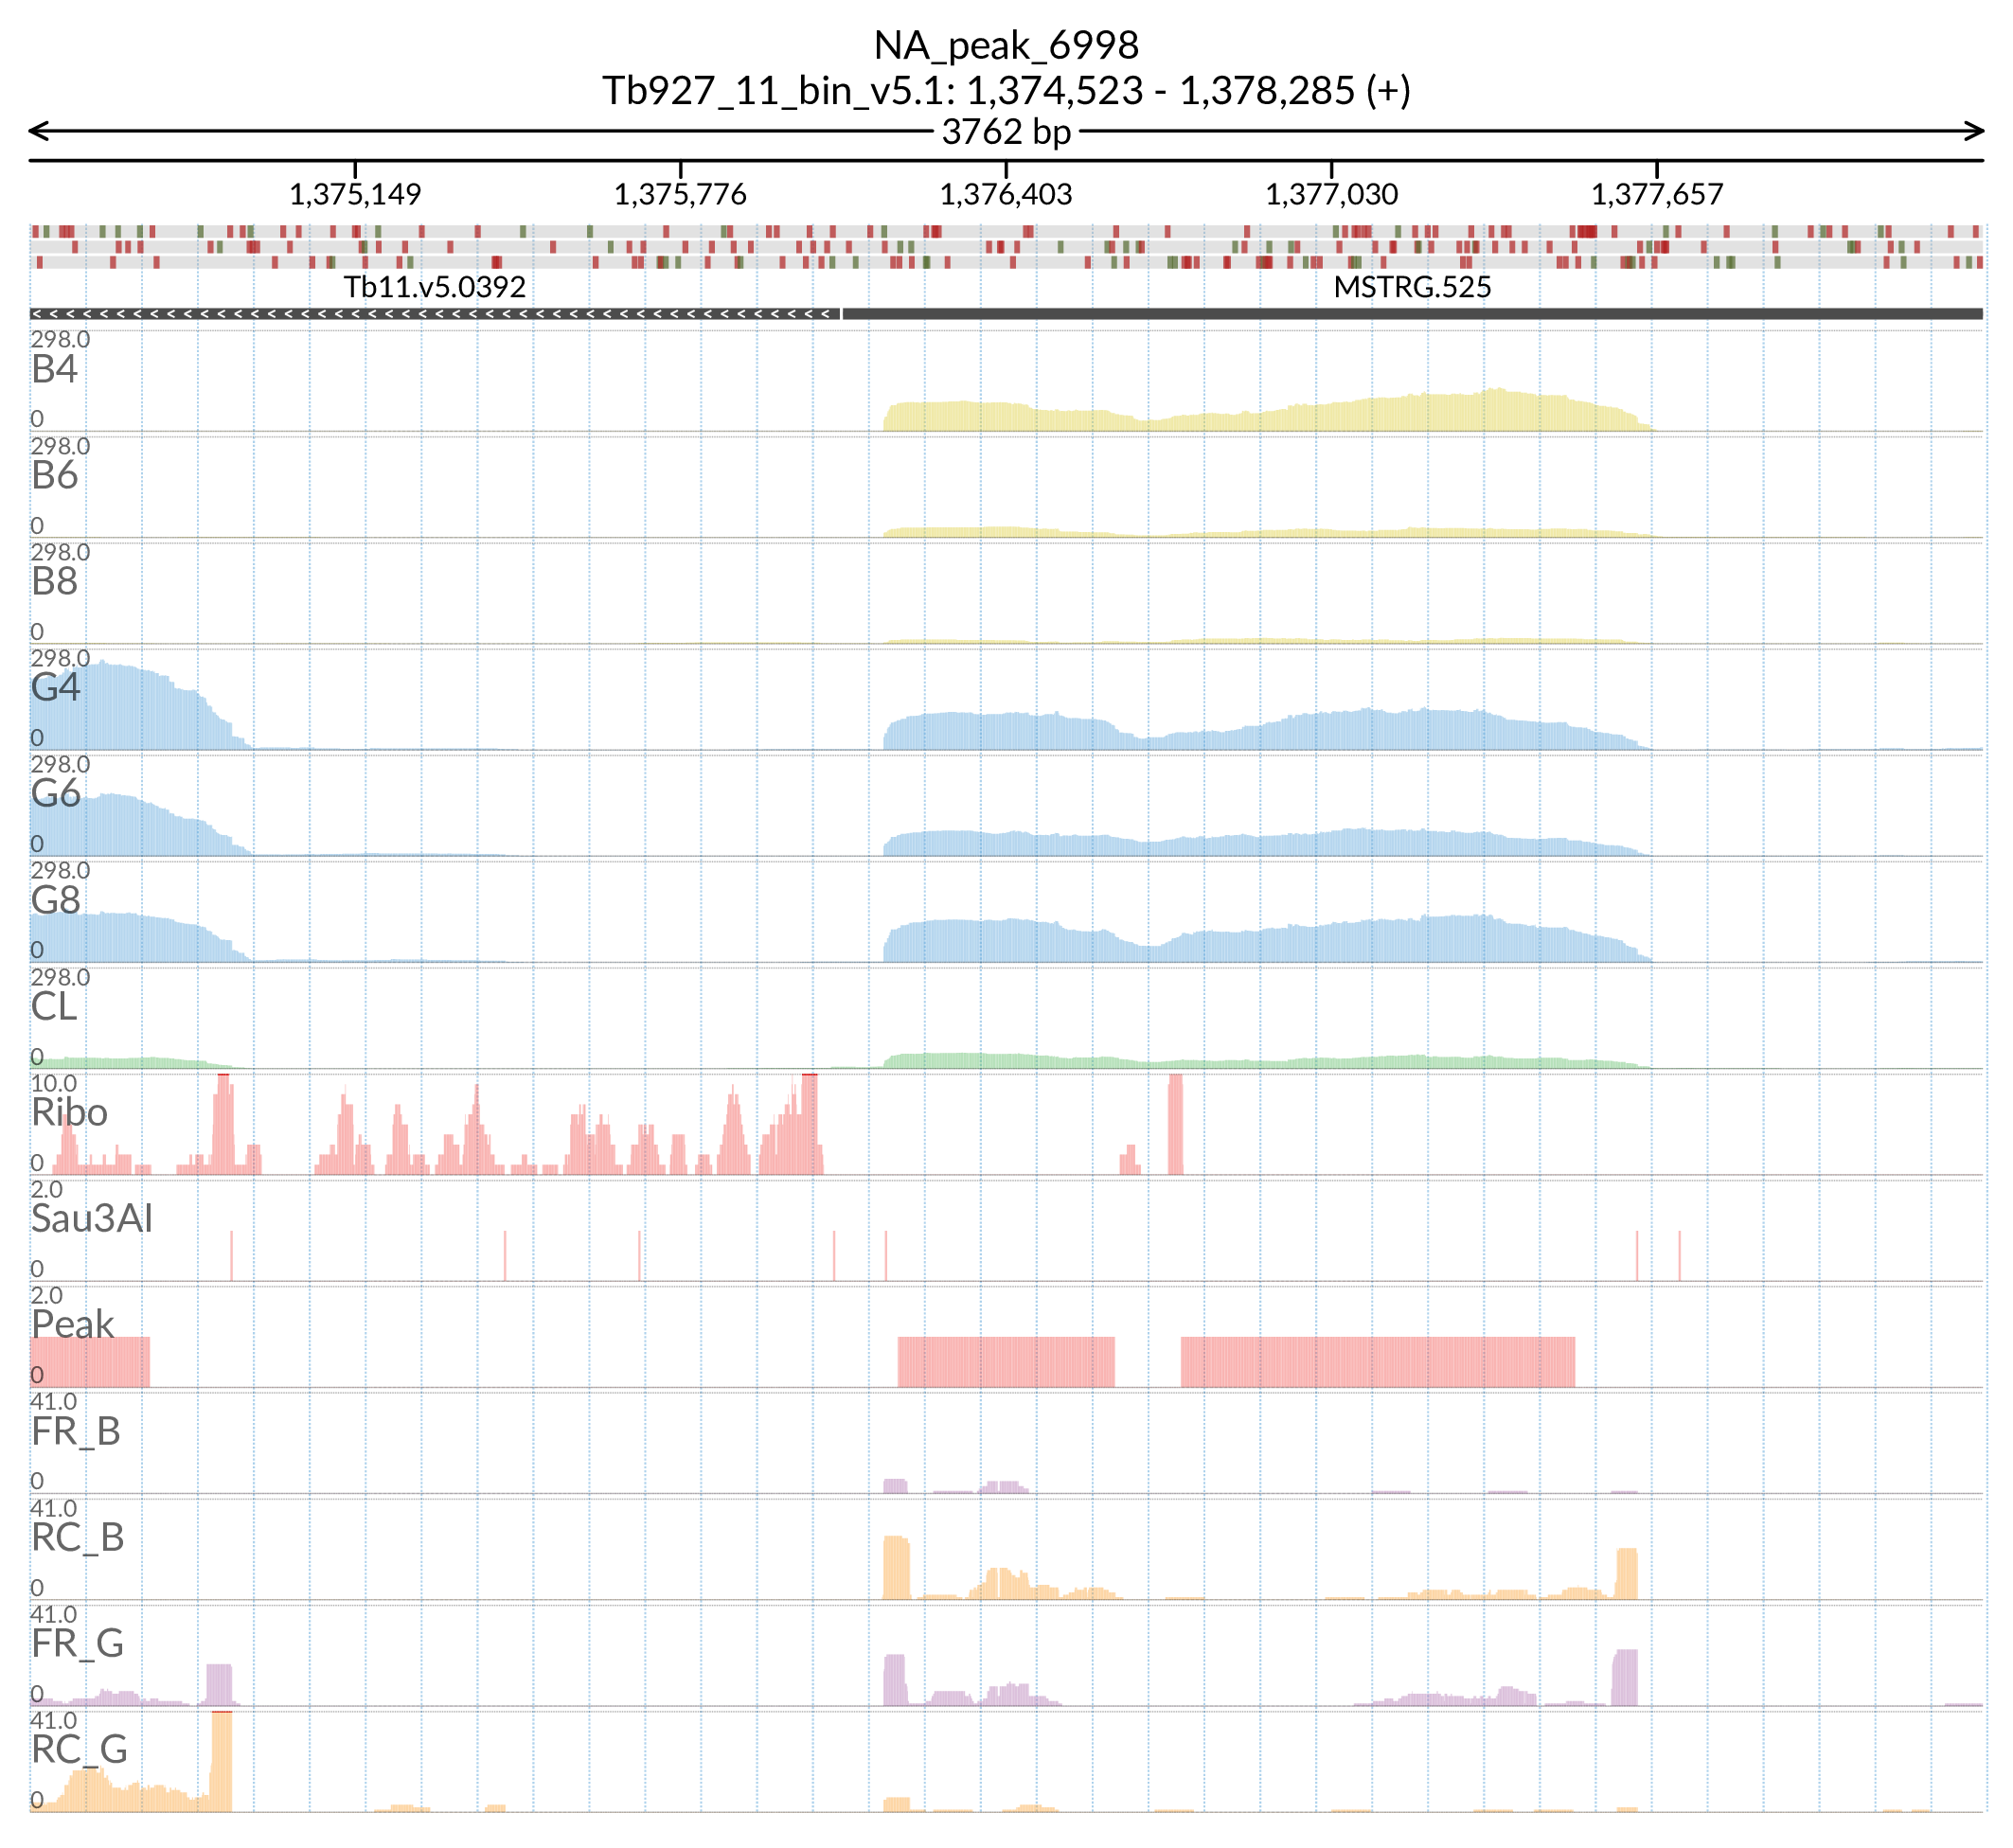 NA_peak_6998
Tb927_11_bin_v5.1: 1,374,523 - 1,378,285 (+)
3762 bp
1,375,149 1,375,776 1,376,403 1,377,030 1,377,657
Tb11.v5.0392 MSTRG.525
298.0
B4
0
298.0
B6
0
298.0
B8
0
298.0
G4
0
298.0
G6
0
298.0
G8
0
298.0
CL
0
10.0
Ribo
0
2.0
Sau3AI
0
2.0
Peak
0
41.0
FR_B
0
41.0
RC_B
0
41.0
FR_G
0
41.0
RC_G
0